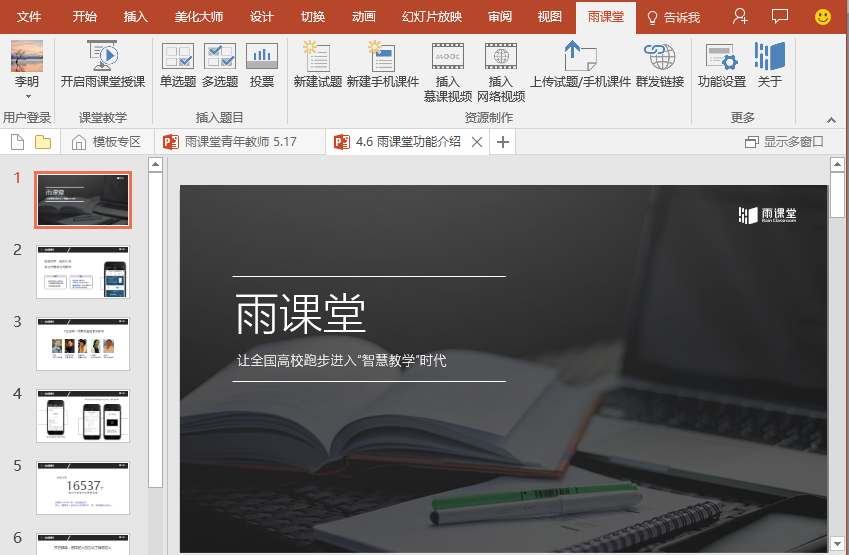 文件 开始 插入 美化大师 设计 切换 动画 幻灯片放映 审阅 视图 雨课堂 告诉我
李明 开启雨课堂授课 单选题 多选题 投票 新建试题 新建手机课件 插入 插入 上传试题/手机课件 群发链接 功能设置 关于
慕课视频 网络视频
用户登录 课堂教学 插入题目 资源制作 更多
模板专区 雨课堂青年教师 5.17 4.6 雨课堂功能介绍 显示多窗口
1
雨课堂
2
3
4
5
16537
6
雨课堂
Rain Classroom
雨课堂
让全国高校跑步进入“智慧教学”时代
MOOC